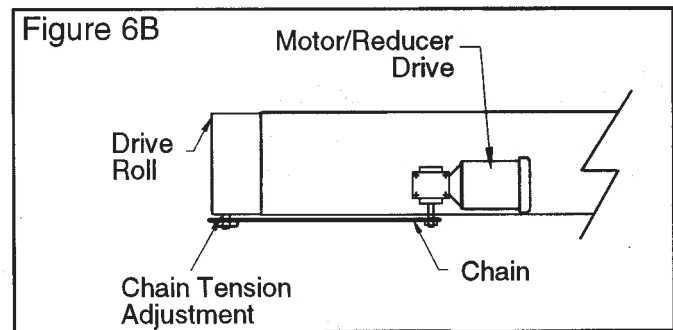 Figure 6B
Motor/Reducer
Drive
Drive
Roll
Chain
Chain Tension
Adjustment